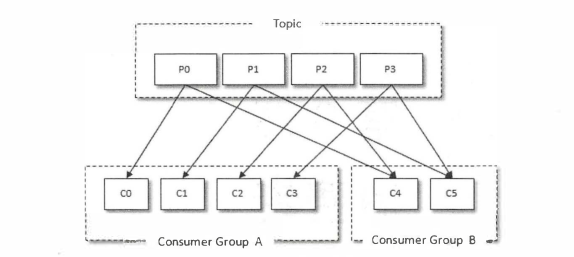 Topic
P0 P1 P2 P3
C0 C1 C2 C3 C4 C5
Consumer Group A Consumer Group B